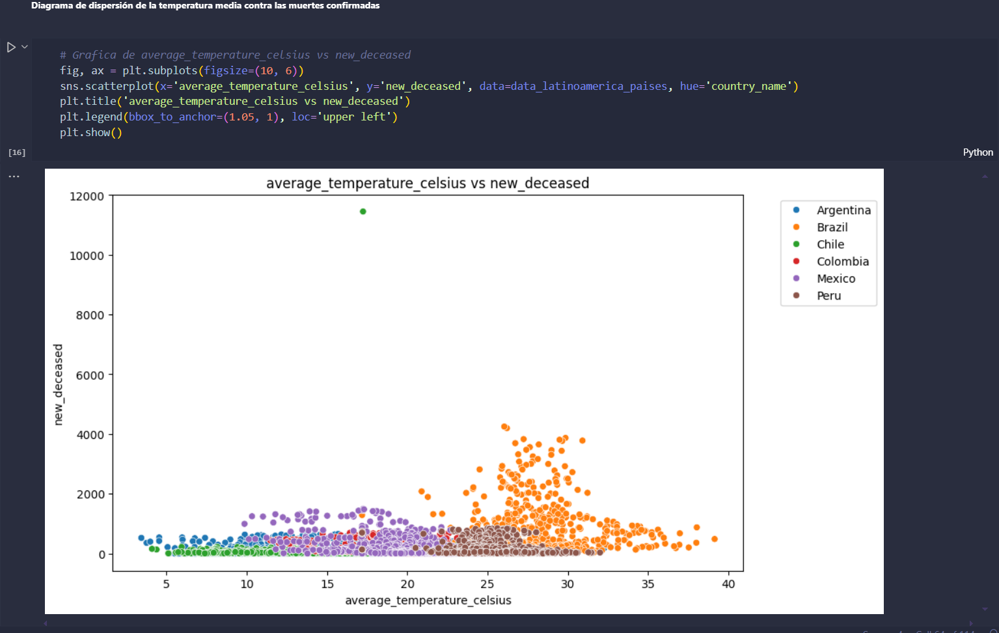 Diagrama de dispersión de la temperatura media contra las muertes confirmadas
# Grafica de average_temperature_celsius vs new_deceased
fig, ax = plt.subplots(figsize=(10, 6))
sns.scatterplot(x='average_temperature_celsius', y='new_deceased', data=data_latinoamerica_paises, hue='country_name')
plt.title('average_temperature_celsius vs new_deceased')
plt.legend(bbox_to_anchor=(1.05, 1), loc='upper left')
plt.show()
[16]
Python
...
average_temperature_celsius vs new_deceased
12000
10000
8000
6000
4000
2000
0
new_deceased
5 10 15 20 25 30 35 40
average_temperature_celsius
Argentina
Brazil
Chile
Colombia
Mexico
Peru